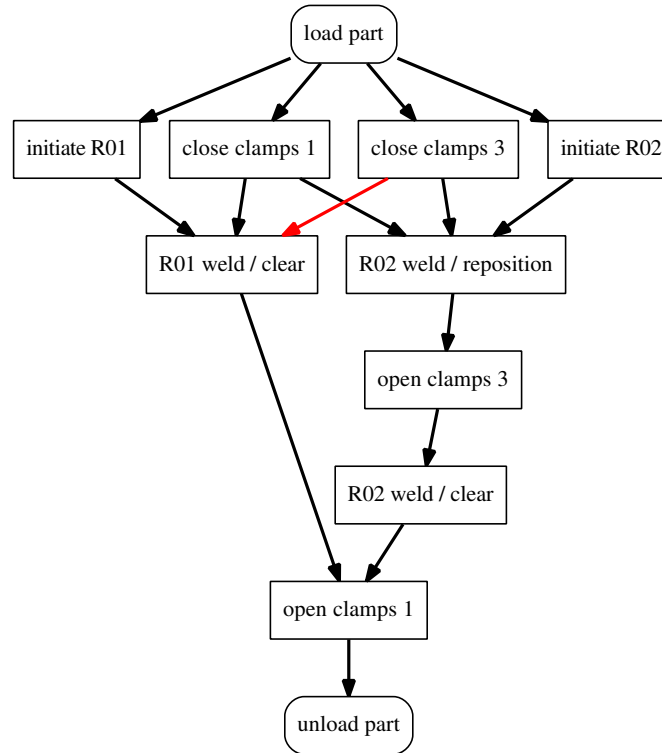 load part
initiate R01
close clamps 1
close clamps 3
initiate R02
R01 weld / clear
R02 weld / reposition
open clamps 3
R02 weld / clear
open clamps 1
unload part